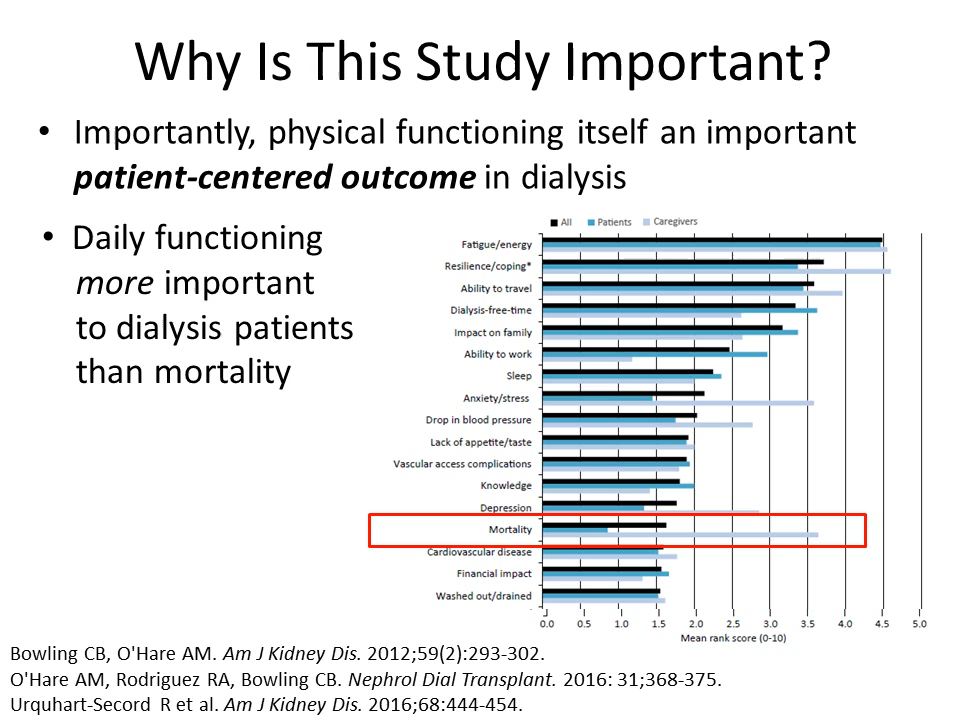 Why Is This Study Important?
• Importantly, physical functioning itself an important
patient-centered outcome in dialysis
• Daily functioning
more important
to dialysis patients
than mortality
All Patients Caregivers
Fatigue/energy
Resilience/coping*
Ability to travel
Dialysis-free-time
Impact on family
Ability to work
Sleep
Anxiety/stress
Drop in blood pressure
Lack of appetite/taste
Vascular access complications
Knowledge
Depression
Mortality
Cardiovascular disease
Financial impact
Washed out/drained
0.0 0.5 1.0 1.5 2.0 2.5 3.0 3.5 4.0 4.5 5.0
Mean rank score (0-10)
Bowling CB, O'Hare AM. Am J Kidney Dis. 2012;59(2):293-302.
O'Hare AM, Rodriguez RA, Bowling CB. Nephrol Dial Transplant. 2016: 31;368-375.
Urquhart-Secord R et al. Am J Kidney Dis. 2016;68:444-454.